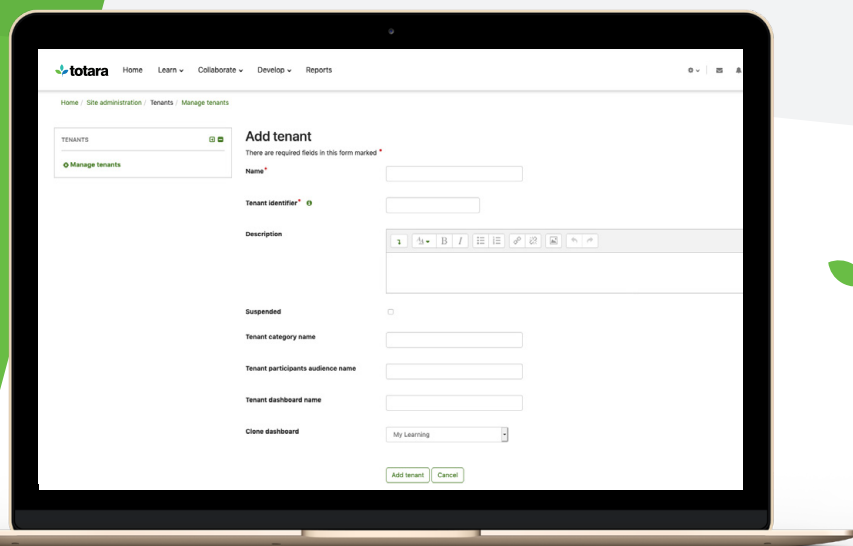 totara Home Learn Collaborate Develop Reports
Home / Site administration / Tenants / Manage tenants
TENANTS
Manage tenants
Add tenant
There are required fields in this form marked *
Name*
Tenant identifier*
Description
B I
Suspended
Tenant category name
Tenant participants audience name
Tenant dashboard name
Clone dashboard
My Learning
Add tenant Cancel